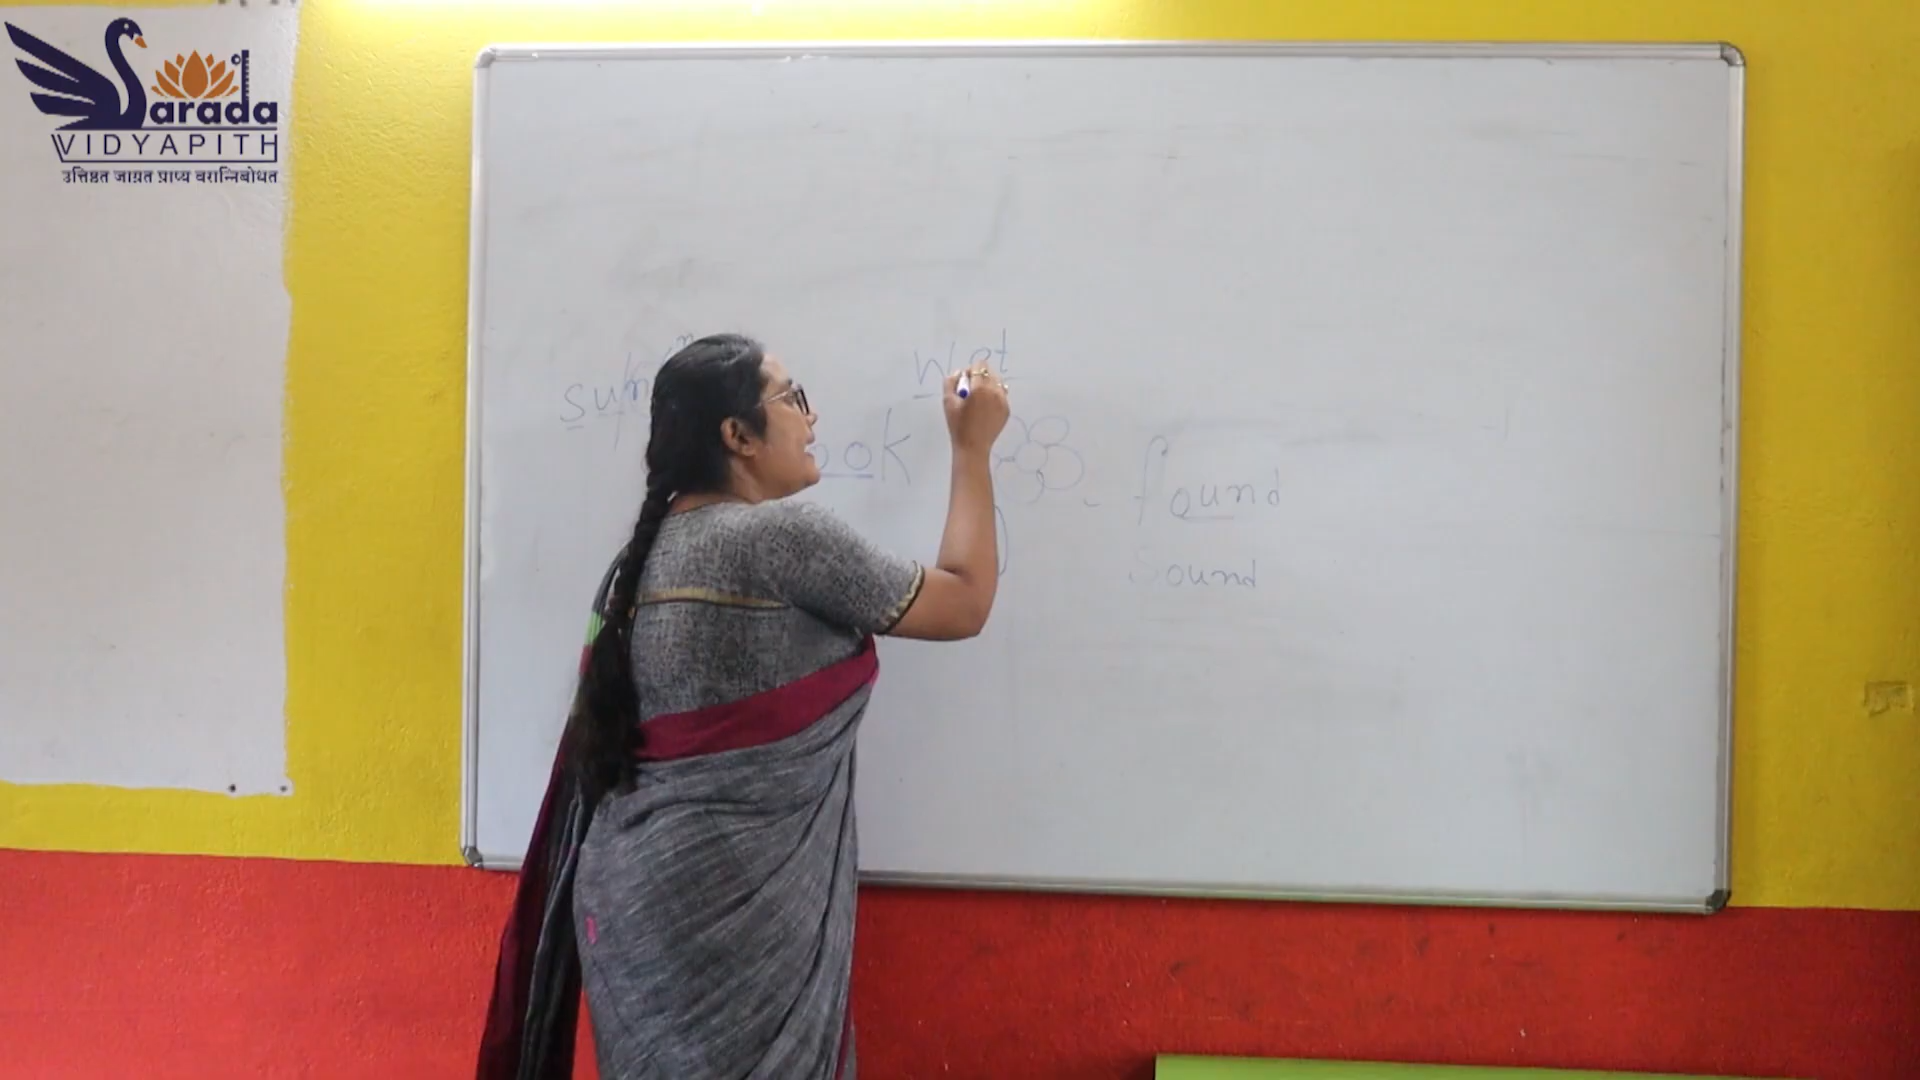 Sarada
VIDYAPITH
उत्तिष्ठत जाग्रत प्राप्य वरान्निबोधत
wet
ook
found
Sound